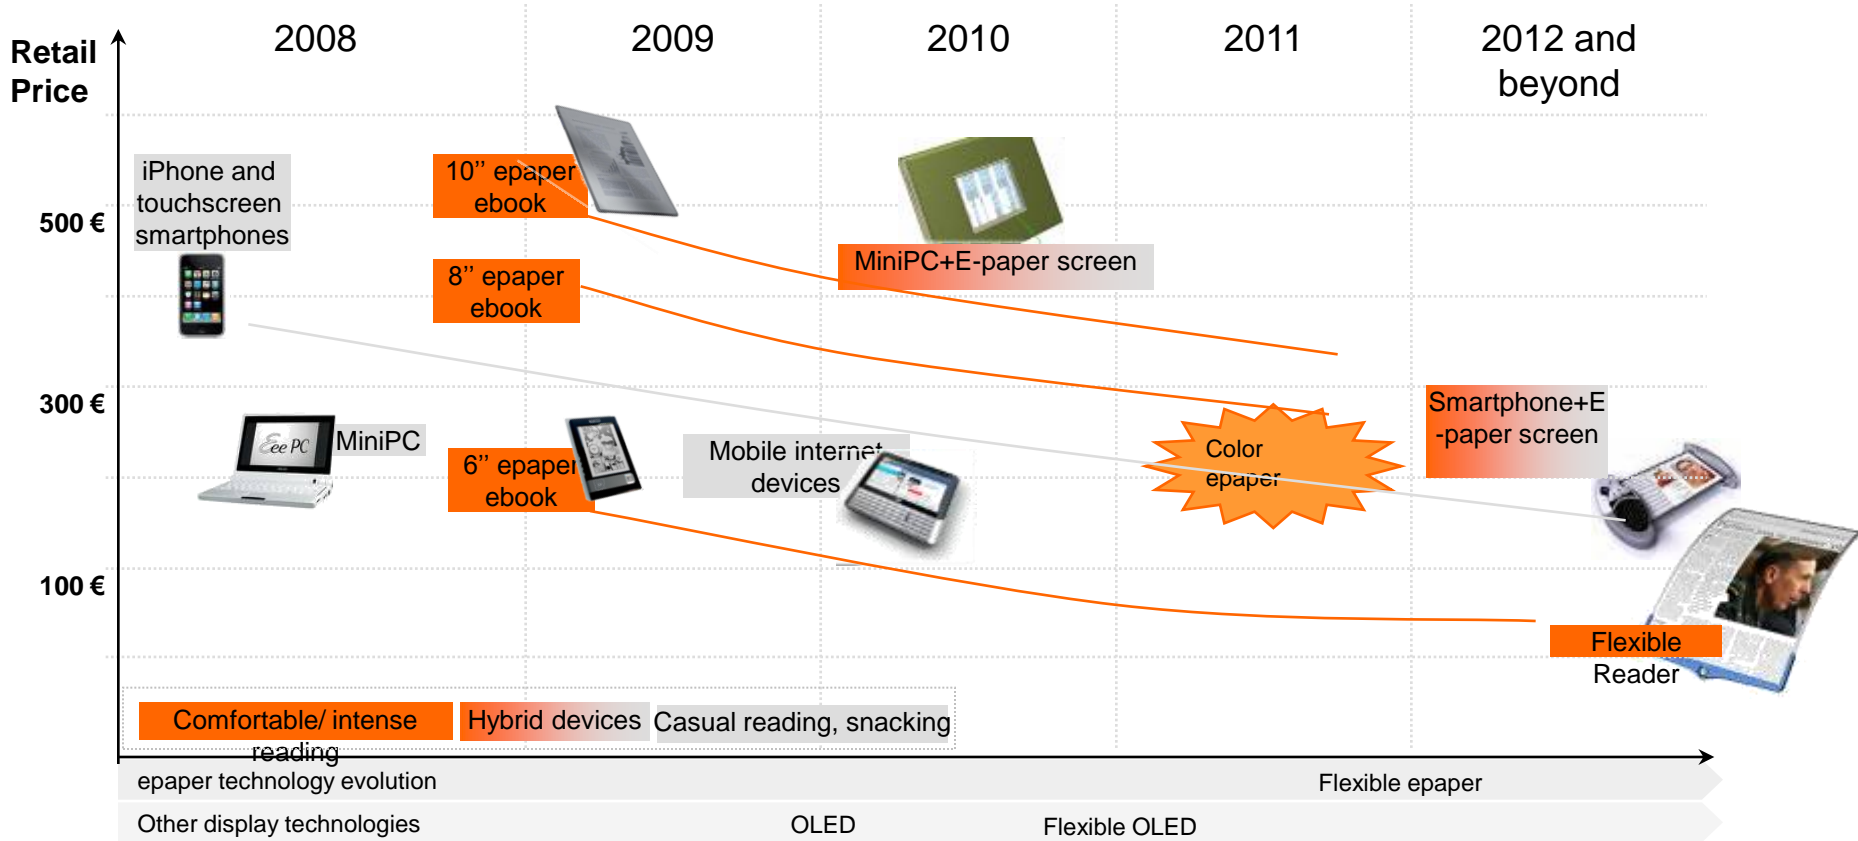 Retail
Price
2008
2009
2010
2011
2012 and
beyond
500 €
300 €
100 €
iPhone and
touchscreen
smartphones
10’’ epaper
ebook
8’’ epaper
ebook
MiniPC+E-paper screen
Eee PC
MiniPC
6’’ epaper
ebook
Mobile internet
devices
Color
epaper
Smartphone+E
-paper screen
Flexible
Reader
Comfortable/ intense
reading
Hybrid devices
Casual reading, snacking
epaper technology evolution
Flexible epaper
Other display technologies
OLED
Flexible OLED